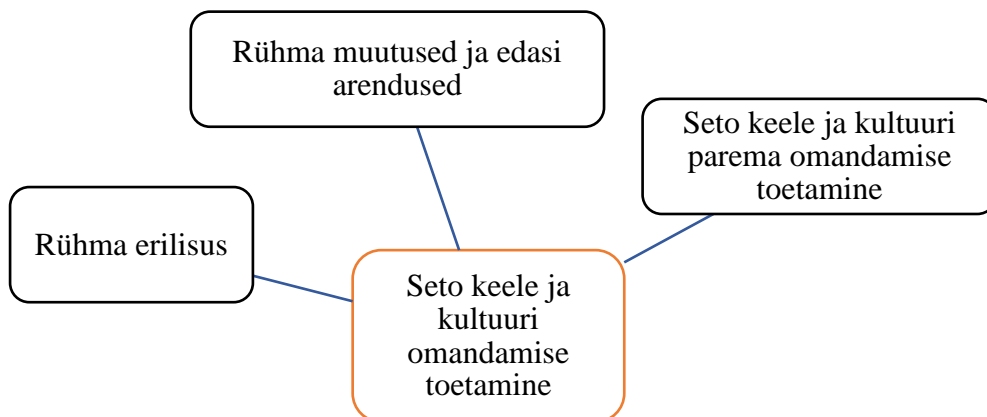 Rühma muutused ja edasi
arendused
Seto keele ja kultuuri
parema omandamise
toetamine
Rühma erilisus
Seto keele ja
kultuuri
omandamise
toetamine